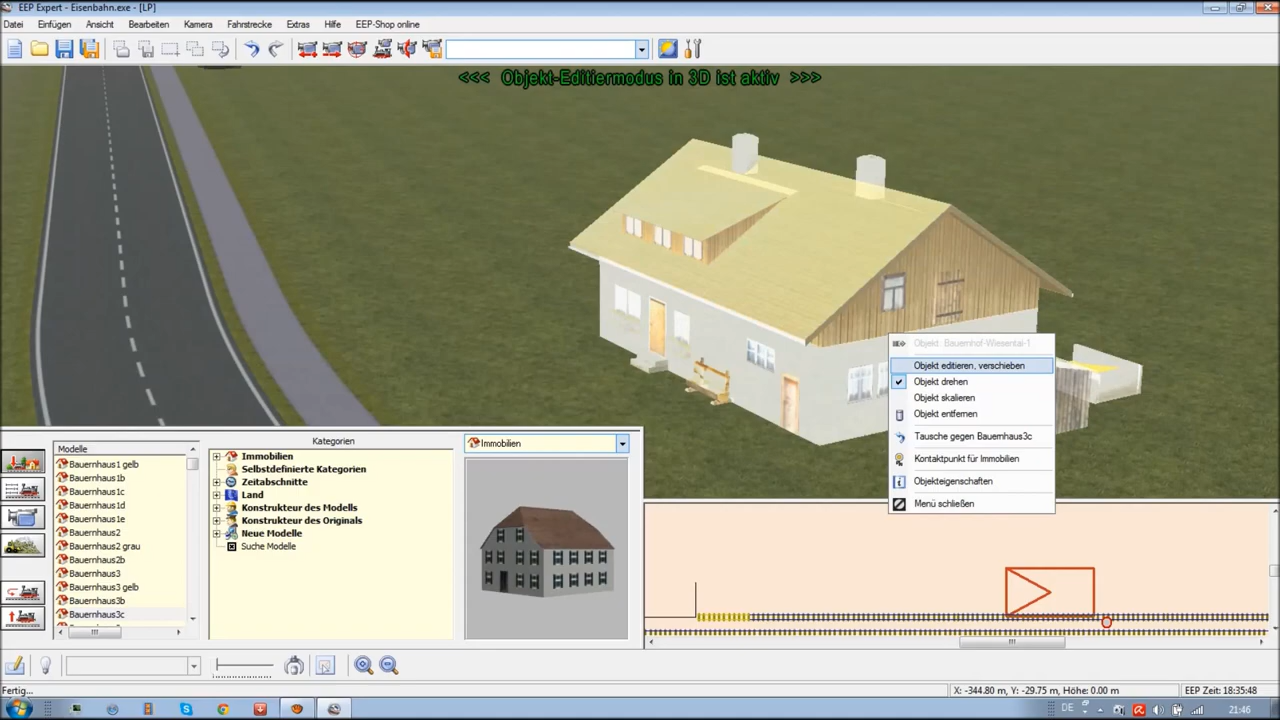 EEP Expert - Eisenbahn.exe - [LP]
Datei Einfügen Ansicht Bearbeiten Kamera Fahrstrecke Extras Hilfe EEP-Shop online
<<< Objekt-Editiermodus in 3D ist aktiv >>>
Objekt: Bauernhof-Wiesental-1
Objekt editieren, verschieben
Objekt drehen
Objekt skalieren
Objekt entfernen
Tausche gegen Bauernhaus3c
Kontaktpunkt für Immobilien
Objekteigenschaften
Menü schließen
Modelle
Bauernhaus1 gelb
Bauernhaus1b
Bauernhaus1c
Bauernhaus1d
Bauernhaus1e
Bauernhaus2
Bauernhaus2 grau
Bauernhaus2b
Bauernhaus3
Bauernhaus3 gelb
Bauernhaus3b
Bauernhaus3c
Kategorien
Immobilien
Selbstdefinierte Kategorien
Zeitabschnitte
Land
Konstrukteur des Modells
Konstrukteur des Originals
Neue Modelle
Suche Modelle
Immobilien
Fertig...
X: -344.80 m, Y: -29.75 m, Höhe: 0.00 m
EEP Zeit: 18:35:48
DE
21:46